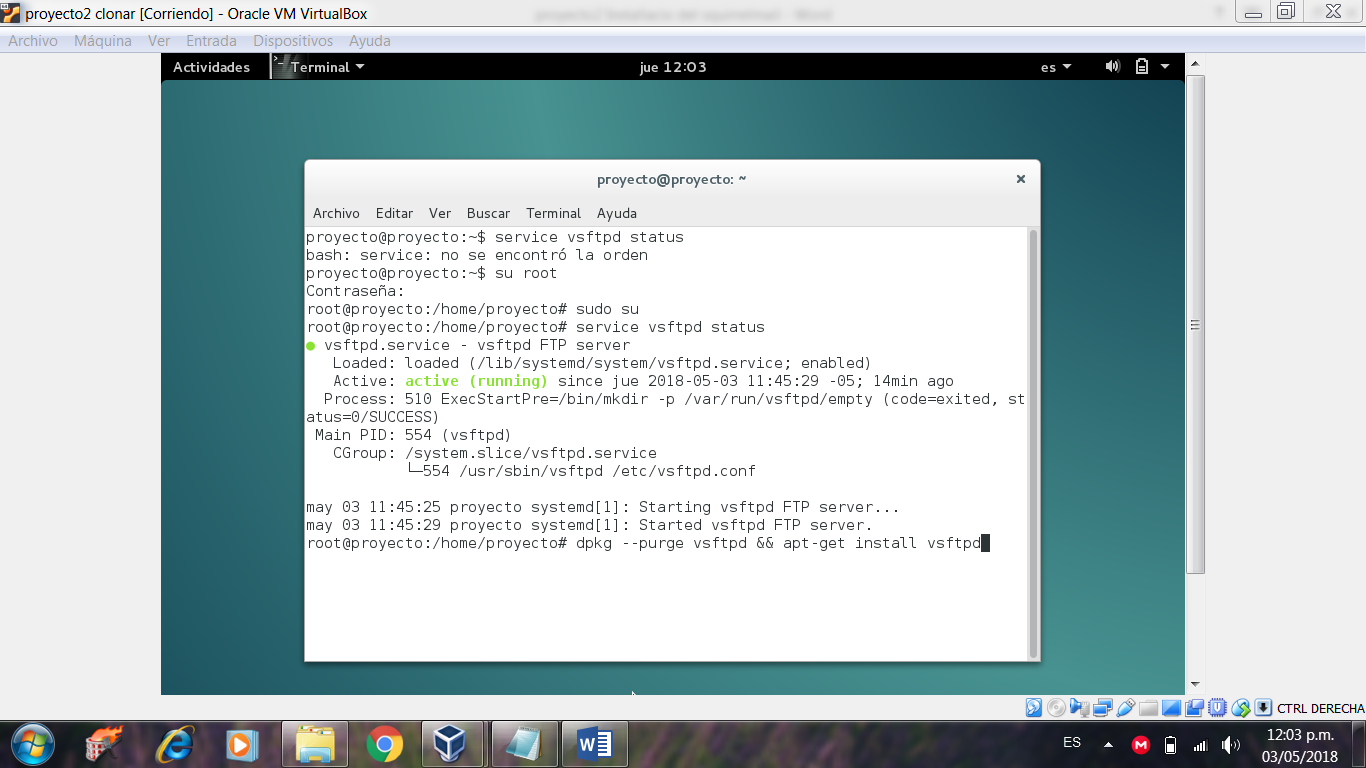 proyecto2 clonar [Corriendo] - Oracle VM VirtualBox
Archivo Máquina Ver Entrada Dispositivos Ayuda
Actividades Terminal jue 12:03 es
proyecto@proyecto: ~
Archivo Editar Ver Buscar Terminal Ayuda
proyecto@proyecto:~$ service vsftpd status
bash: service: no se encontró la orden
proyecto@proyecto:~$ su root
Contraseña:
root@proyecto:/home/proyecto# sudo su
root@proyecto:/home/proyecto# service vsftpd status
● vsftpd.service - vsftpd FTP server
Loaded: loaded (/lib/systemd/system/vsftpd.service; enabled)
Active: active (running) since jue 2018-05-03 11:45:29 -05; 14min ago
Process: 510 ExecStartPre=/bin/mkdir -p /var/run/vsftpd/empty (code=exited, st
atus=0/SUCCESS)
Main PID: 554 (vsftpd)
CGroup: /system.slice/vsftpd.service
└─554 /usr/sbin/vsftpd /etc/vsftpd.conf
may 03 11:45:25 proyecto systemd[1]: Starting vsftpd FTP server...
may 03 11:45:29 proyecto systemd[1]: Started vsftpd FTP server.
root@proyecto:/home/proyecto# dpkg --purge vsftpd && apt-get install vsftpd
CTRL DERECHA
ES
12:03 p.m.
03/05/2018